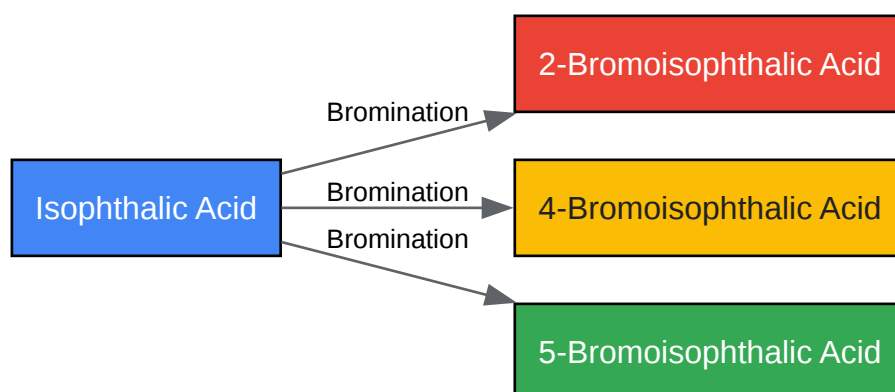 2-Bromoisophthalic Acid
Bromination
Isophthalic Acid
Bromination
4-Bromoisophthalic Acid
Bromination
5-Bromoisophthalic Acid